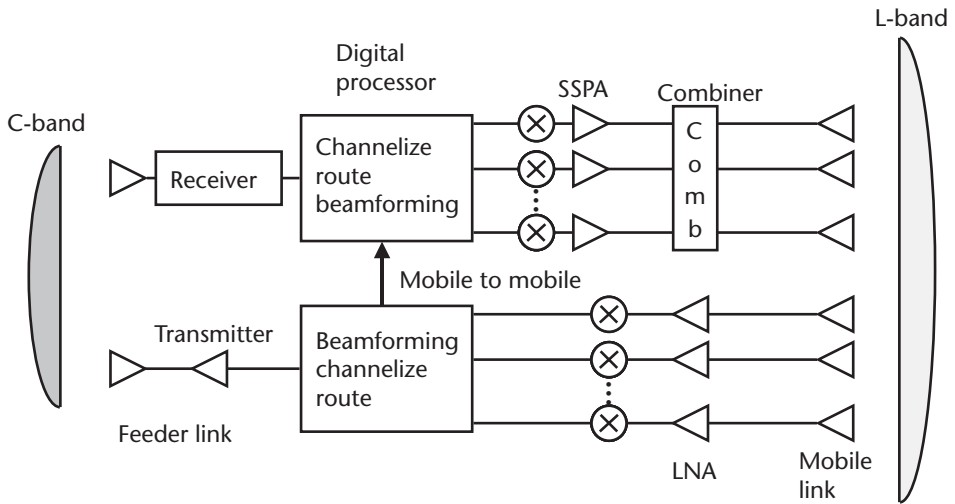 L-band
Digital
processor
SSPA
Combiner
C-band
C
o
m
b
Channelize
route
beamforming
Receiver
Mobile to mobile
Transmitter
Beamforming
channelize
route
Feeder link
LNA
Mobile
link